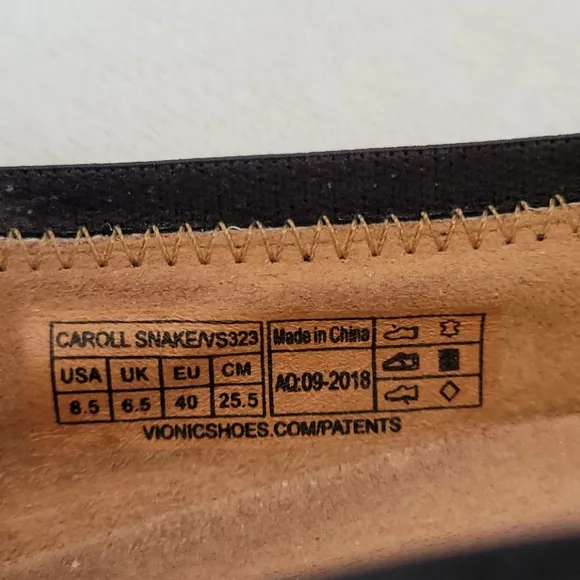 CAROLL SNAKE/VS323
USA UK EU CM
8.5 6.5 40 25.5
Made in China
AQ:09-2018
VIONICSHOES.COM/PATENTS